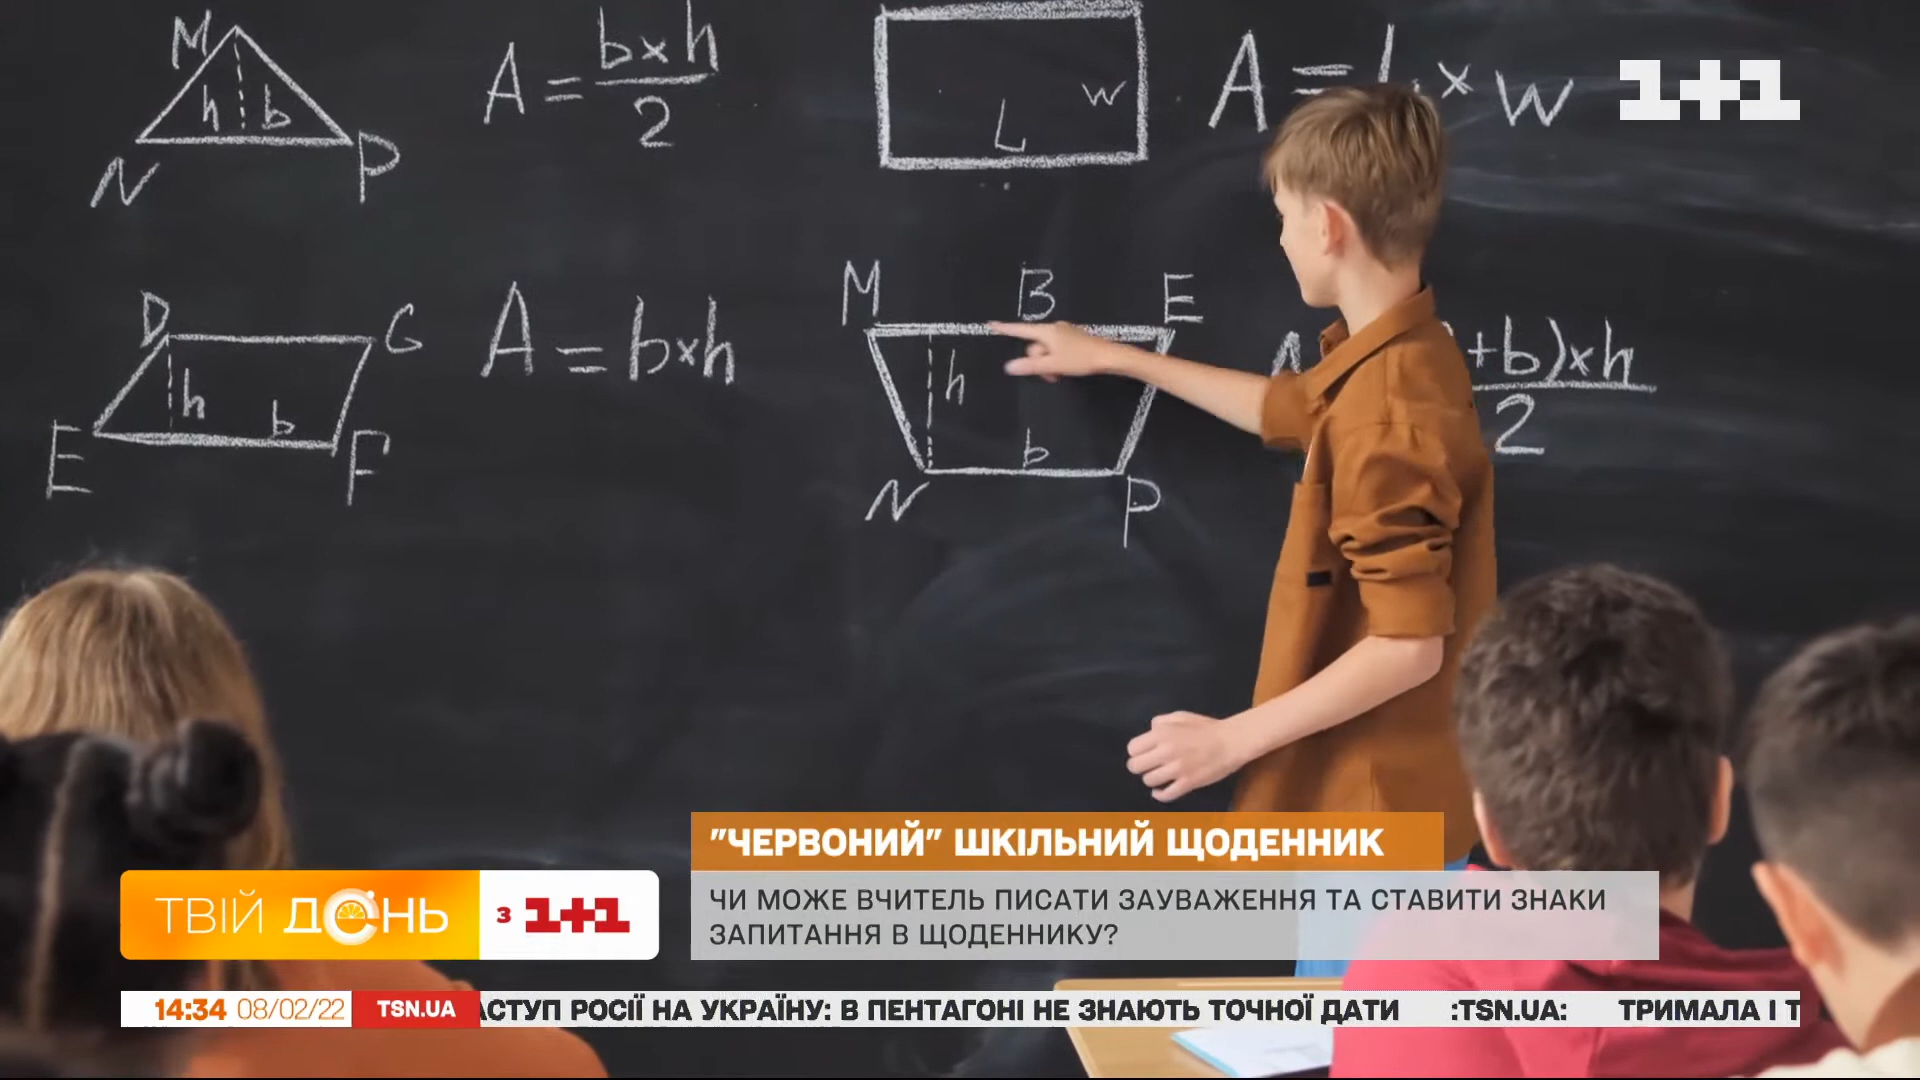 M
h b
N P
A = b×h
2
L W
A = × W
1+1
D G
h b
E F
A = b×h
M B E
h
b
N P
+b)×h
2
"ЧЕРВОНИЙ" ШКІЛЬНИЙ ЩОДЕННИК
ТВІЙ ДЕНЬ З 1+1
ЧИ МОЖЕ ВЧИТЕЛЬ ПИСАТИ ЗАУВАЖЕННЯ ТА СТАВИТИ ЗНАКИ
ЗАПИТАННЯ В ЩОДЕННИКУ?
14:34 08/02/22 TSN.UA АСТУП РОСІЇ НА УКРАЇНУ: В ПЕНТАГОНІ НЕ ЗНАЮТЬ ТОЧНОЇ ДАТИ :TSN.UA: ТРИМАЛА І Т